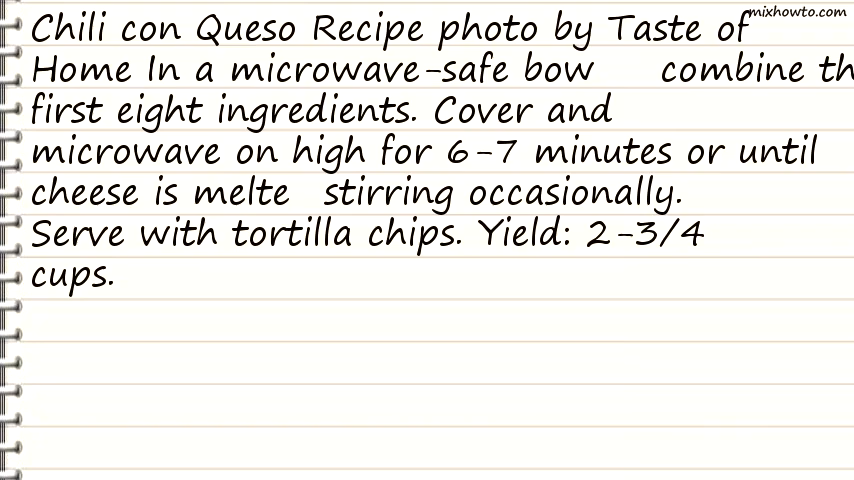 mixhowto.com
Chili con Queso Recipe photo by Taste of
Home In a microwave-safe bow combine th
first eight ingredients. Cover and
microwave on high for 6-7 minutes or until
cheese is melte stirring occasionally.
Serve with tortilla chips. Yield: 2-3/4
cups.